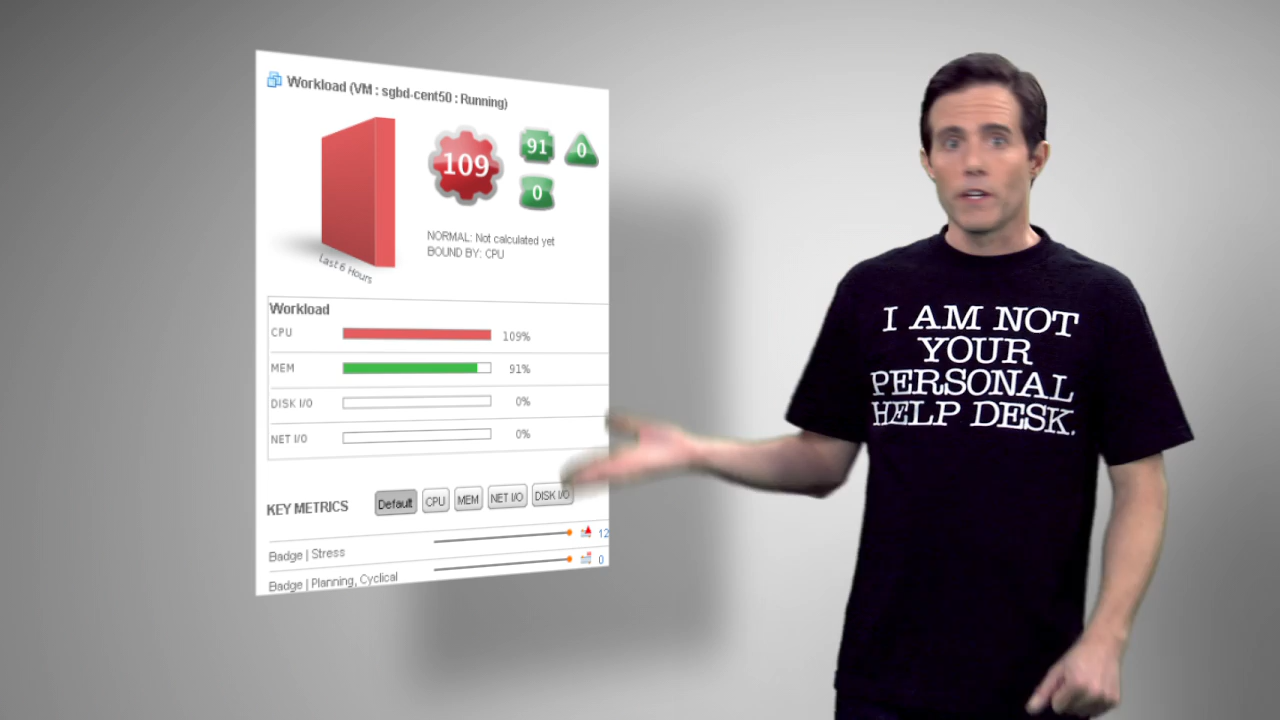 Workload (VM : sgbd-cent50 : Running)
109
91
0
0
NORMAL: Not calculated yet
BOUND BY: CPU
Last 6 Hours
Workload
CPU 109%
MEM 91%
DISK I/O 0%
NET I/O 0%
KEY METRICS Default CPU MEM NET I/O DISK I/O
Badge | Stress 12
Badge | Planning, Cyclical 0
I AM NOT
YOUR
PERSONAL
HELP DESK.